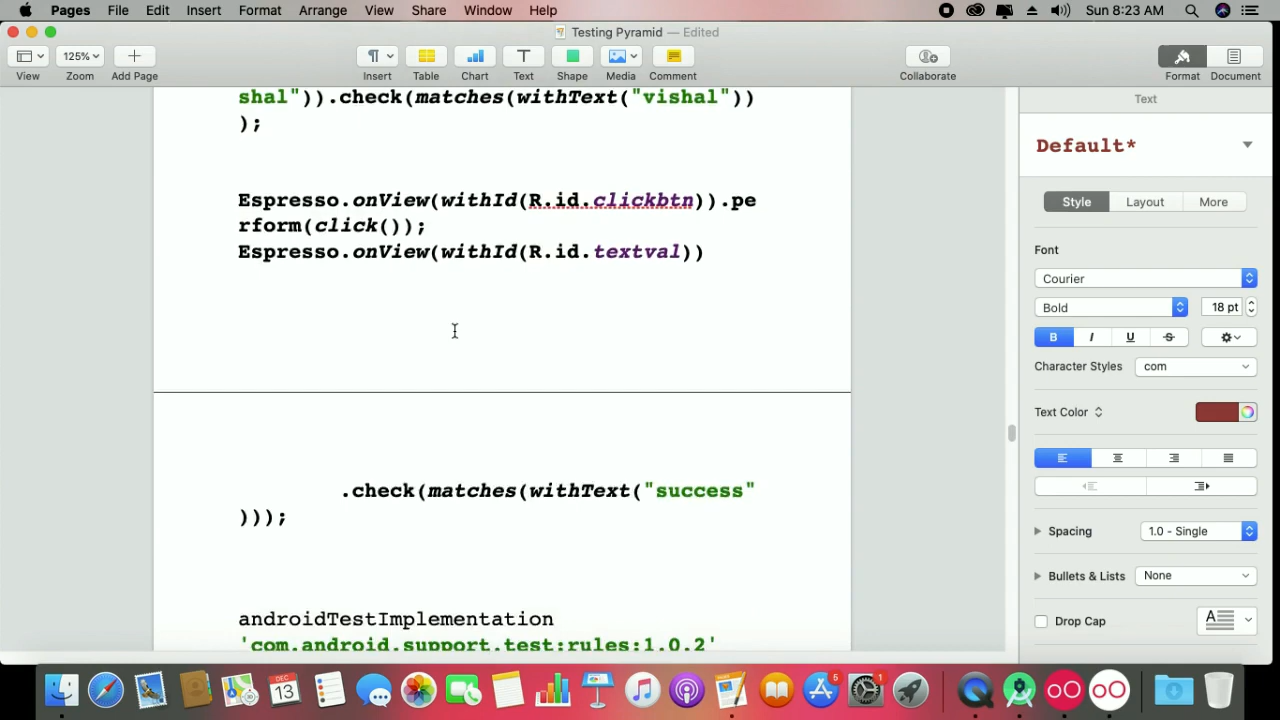 Pages File Edit Insert Format Arrange View Share Window Help Sun 8:23 AM
Testing Pyramid — Edited
125%
View Zoom Add Page Insert Table Chart Text Shape Media Comment Collaborate Format Document
shal")).check(matches(withText("vishal"))
);
Espresso.onView(withId(R.id.clickbtn)).pe
rform(click());
Espresso.onView(withId(R.id.textval))
.check(matches(withText("success"
)));
androidTestImplementation
'com.android.support.test:rules:1.0.2'
Text
Default*
Style Layout More
Font
Courier
Bold 18 pt
B I U S
Character Styles com
Text Color
Spacing 1.0 - Single
Bullets & Lists None
Drop Cap A
DEC
13
5
1